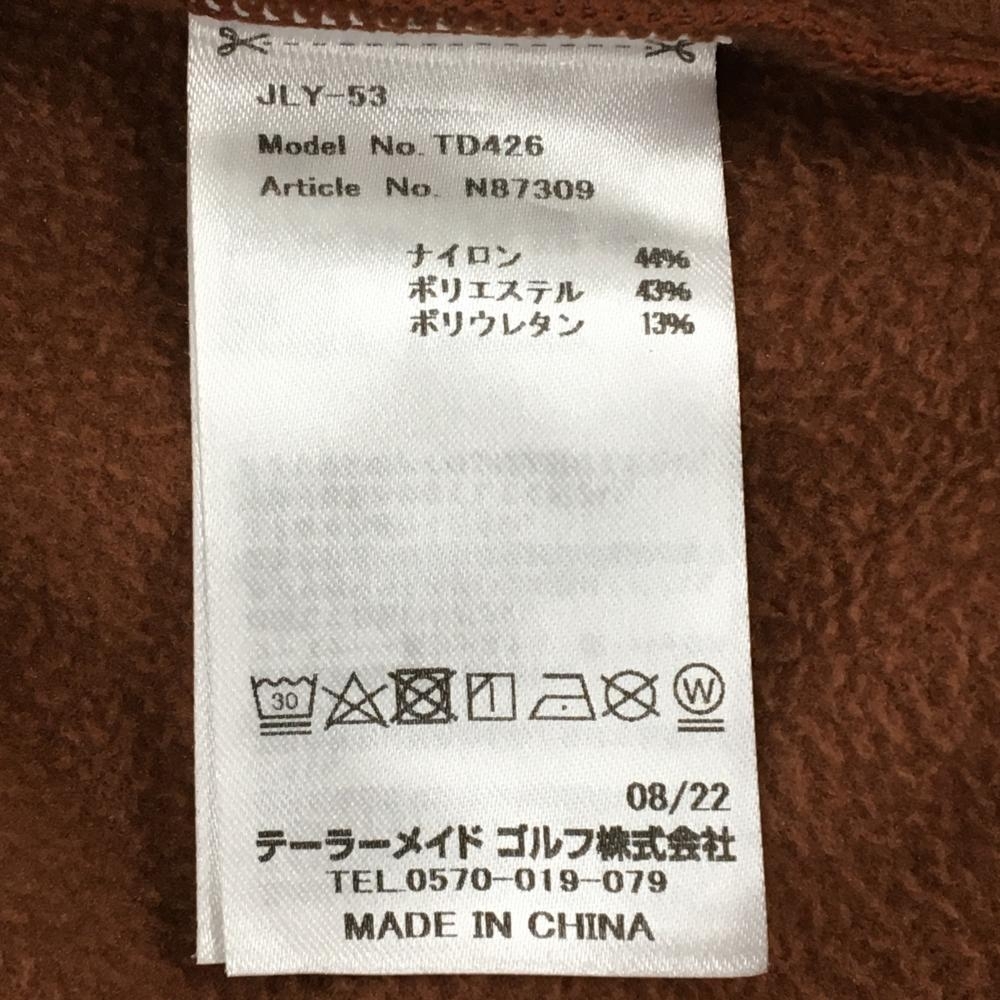 JLY-53
Model No. TD426
Article No. N87309
ナイロン 44%
ポリエステル 43%
ポリウレタン 13%
30 W
08/22
テーラーメイド ゴルフ株式会社
TEL.0570-019-079
MADE IN CHINA